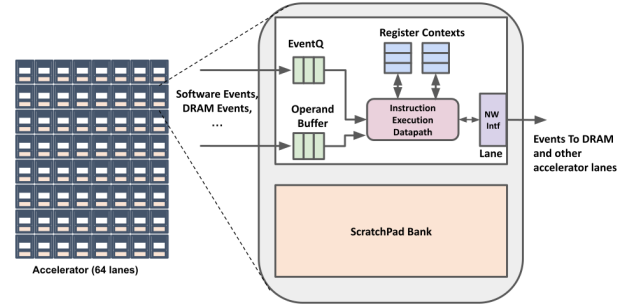 EventQ
Register Contexts
Software Events,
DRAM Events,
...
Operand
Buffer
Instruction
Execution
Datapath
NW
Intf
Lane
Events To DRAM
and other
accelerator lanes
ScratchPad Bank
Accelerator (64 lanes)